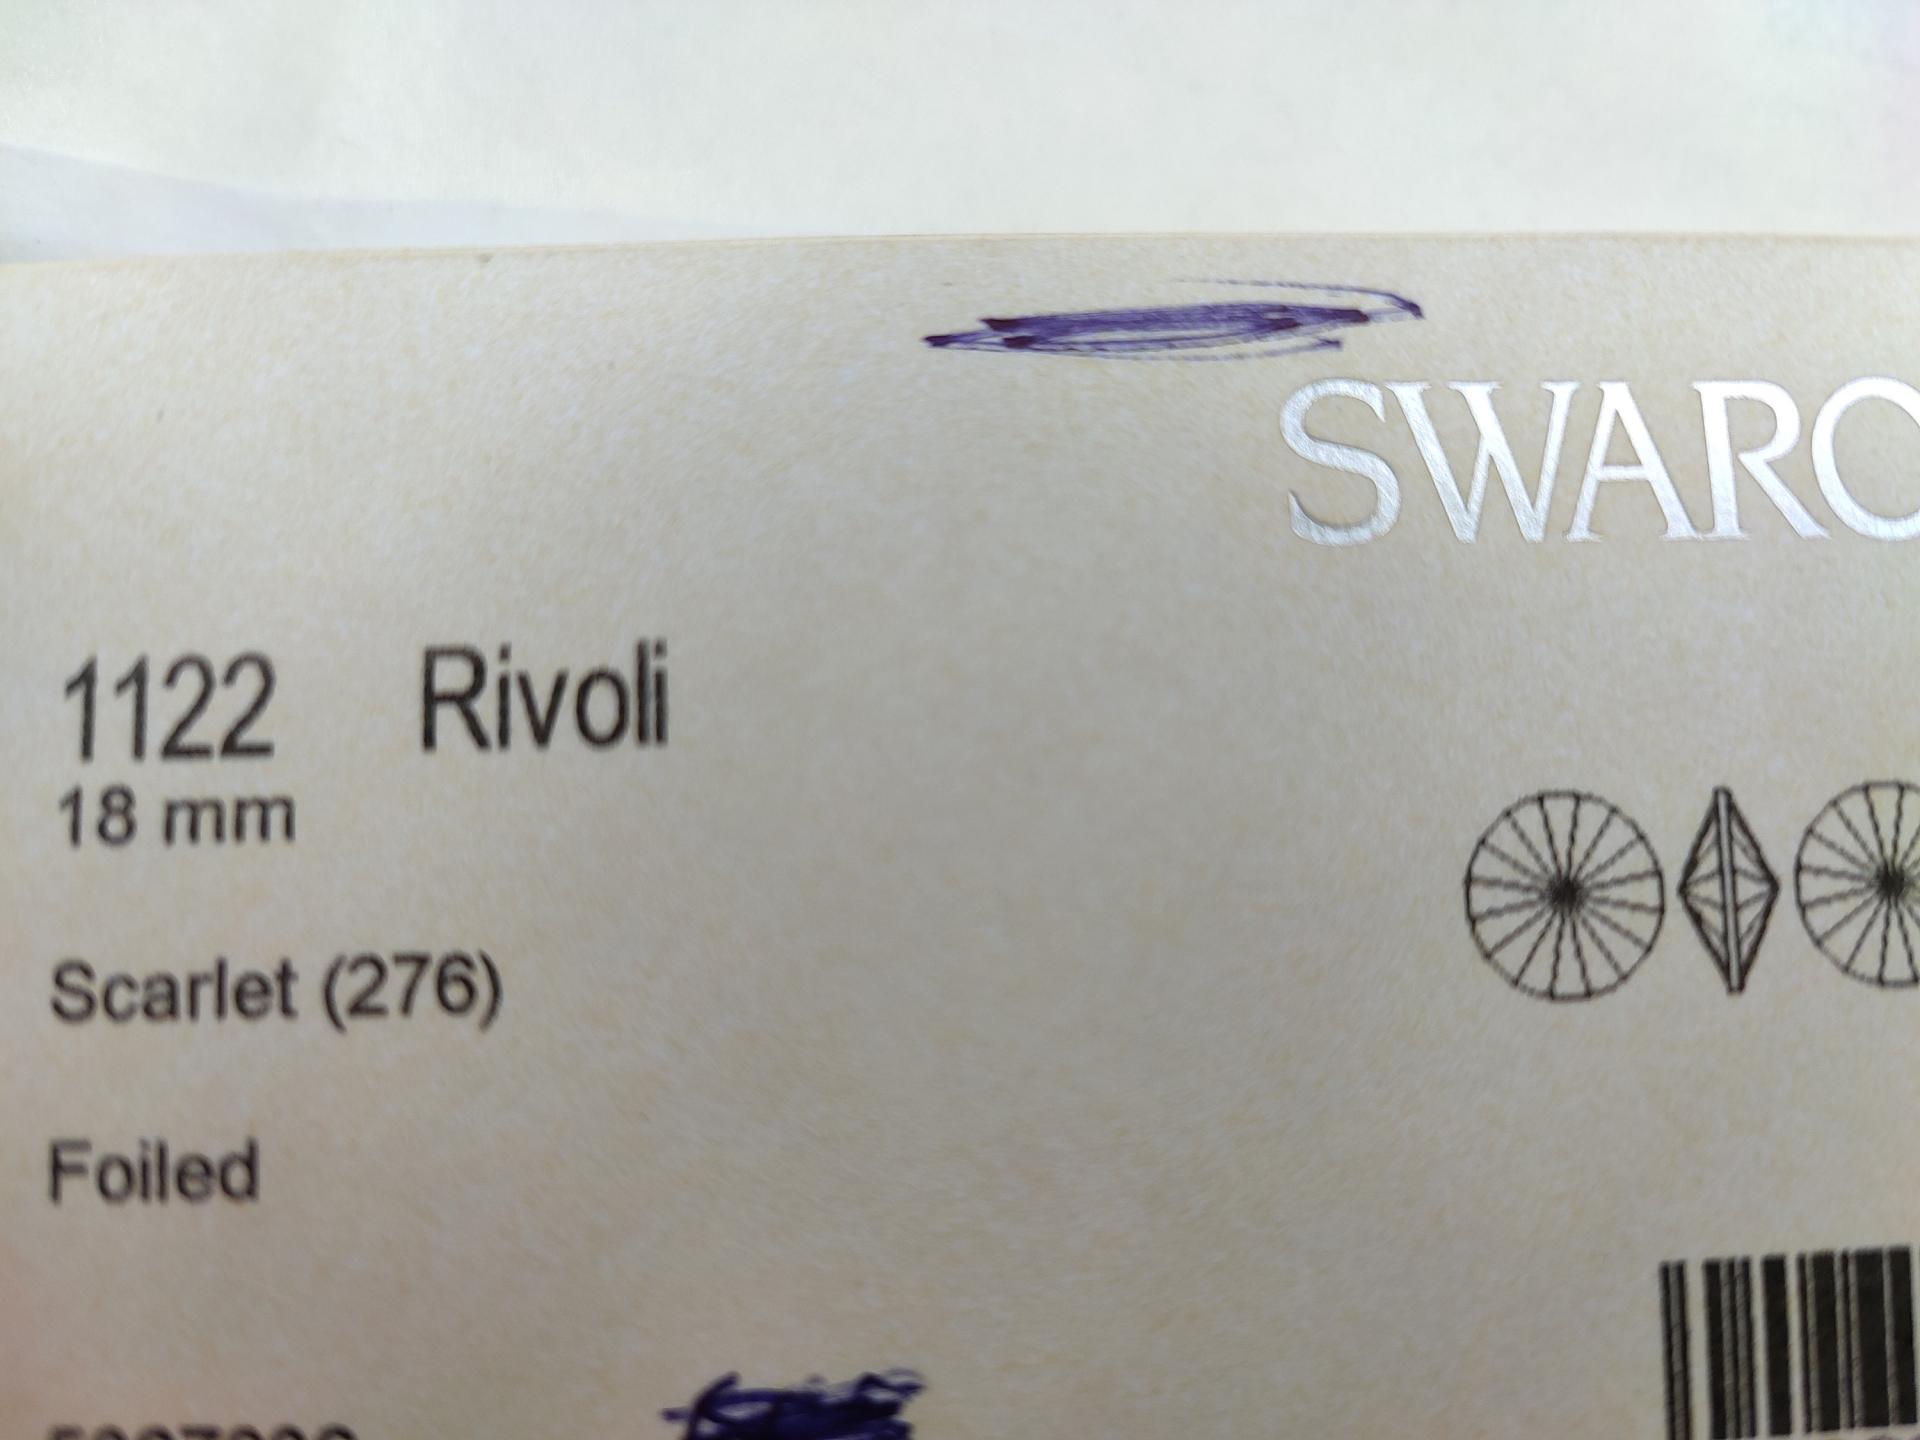 SWARO
1122 Rivoli
18 mm
Scarlet (276)
Foiled